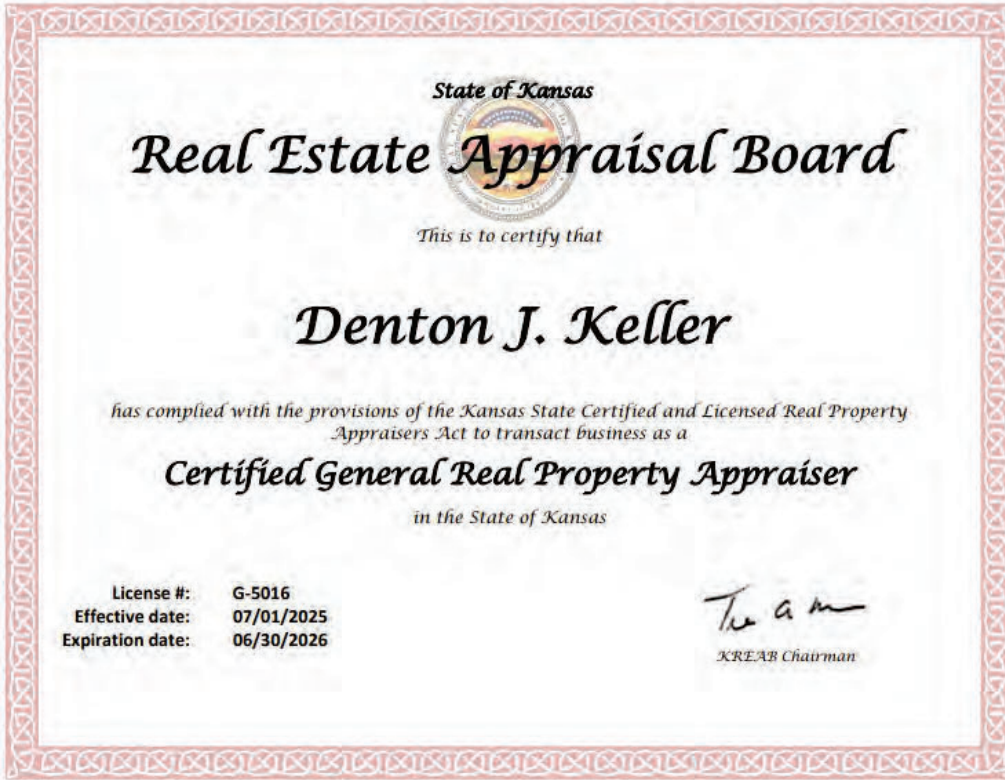 State of Kansas
Real Estate Appraisal Board
This is to certify that
Denton J. Keller
has complied with the provisions of the Kansas State Certified and Licensed Real Property
Appraisers Act to transact business as a
Certified General Real Property Appraiser
in the State of Kansas
License #: G-5016
Effective date: 07/01/2025
Expiration date: 06/30/2026
KREAB Chairman